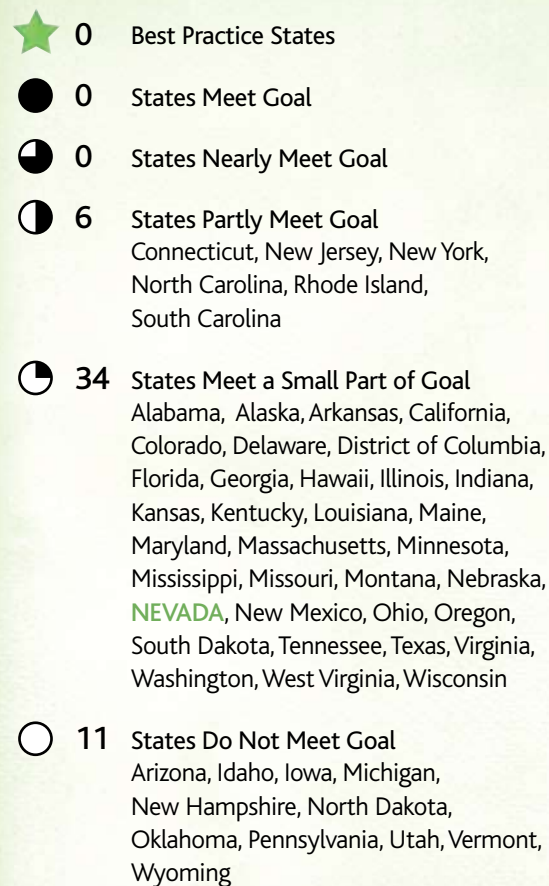 0 Best Practice States
0 States Meet Goal
0 States Nearly Meet Goal
6 States Partly Meet Goal
Connecticut, New Jersey, New York,
North Carolina, Rhode Island,
South Carolina
34 States Meet a Small Part of Goal
Alabama, Alaska, Arkansas, California,
Colorado, Delaware, District of Columbia,
Florida, Georgia, Hawaii, Illinois, Indiana,
Kansas, Kentucky, Louisiana, Maine,
Maryland, Massachusetts, Minnesota,
Mississippi, Missouri, Montana, Nebraska,
NEVADA, New Mexico, Ohio, Oregon,
South Dakota, Tennessee, Texas, Virginia,
Washington, West Virginia, Wisconsin
11 States Do Not Meet Goal
Arizona, Idaho, Iowa, Michigan,
New Hampshire, North Dakota,
Oklahoma, Pennsylvania, Utah, Vermont,
Wyoming